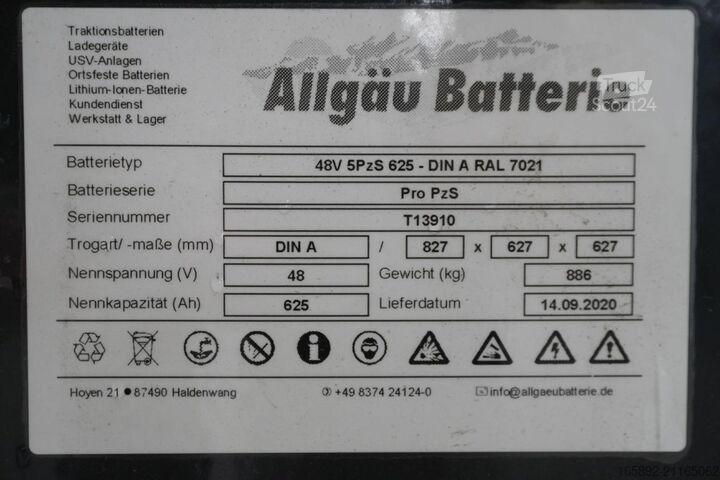 Traktionsbatterien
Ladegeräte
USV-Anlagen
Ortsfeste Batterien
Lithium-Ionen-Batterie
Kundendienst
Werkstatt & Lager
Allgäu Batterie
Truck
Scout24
Batterietyp 48V 5PzS 625 - DIN A RAL 7021
Batterieserie Pro PzS
Seriennummer T13910
Trogart/ -maße (mm) DIN A / 827 x 627 x 627
Nennspannung (V) 48 Gewicht (kg) 886
Nennkapazität (Ah) 625 Lieferdatum 14.09.2020
Hoyen 21 ● 87490 Haldenwang ✆ +49 8374 24124-0 info@allgaeubatterie.de
165892-21165062